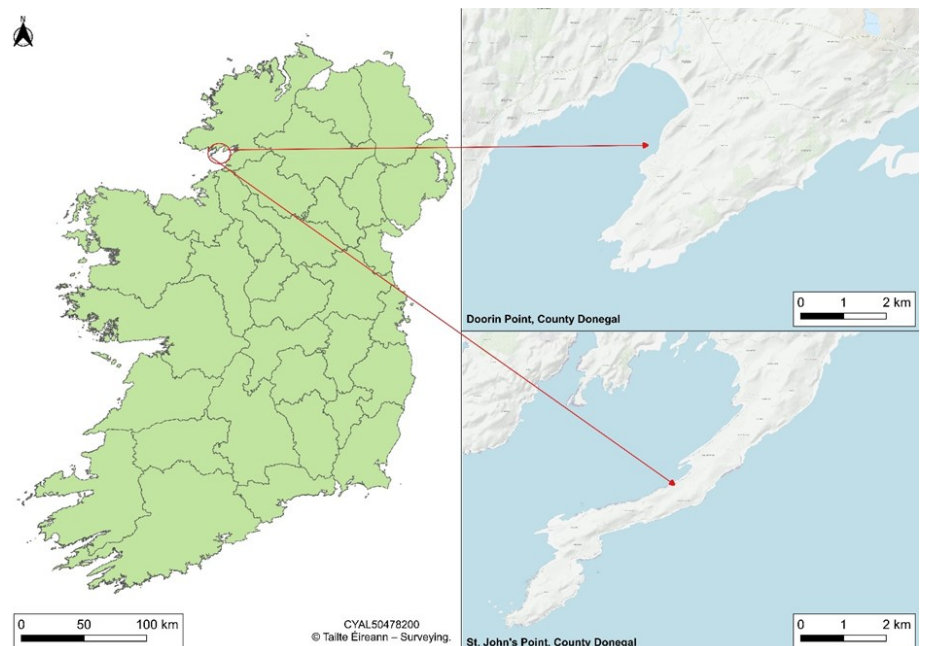 N
0 50 100 km
CYAL50478200
© Tailte Éireann – Surveying.
Doorin Point, County Donegal
0 1 2 km
St. John's Point, County Donegal
0 1 2 km